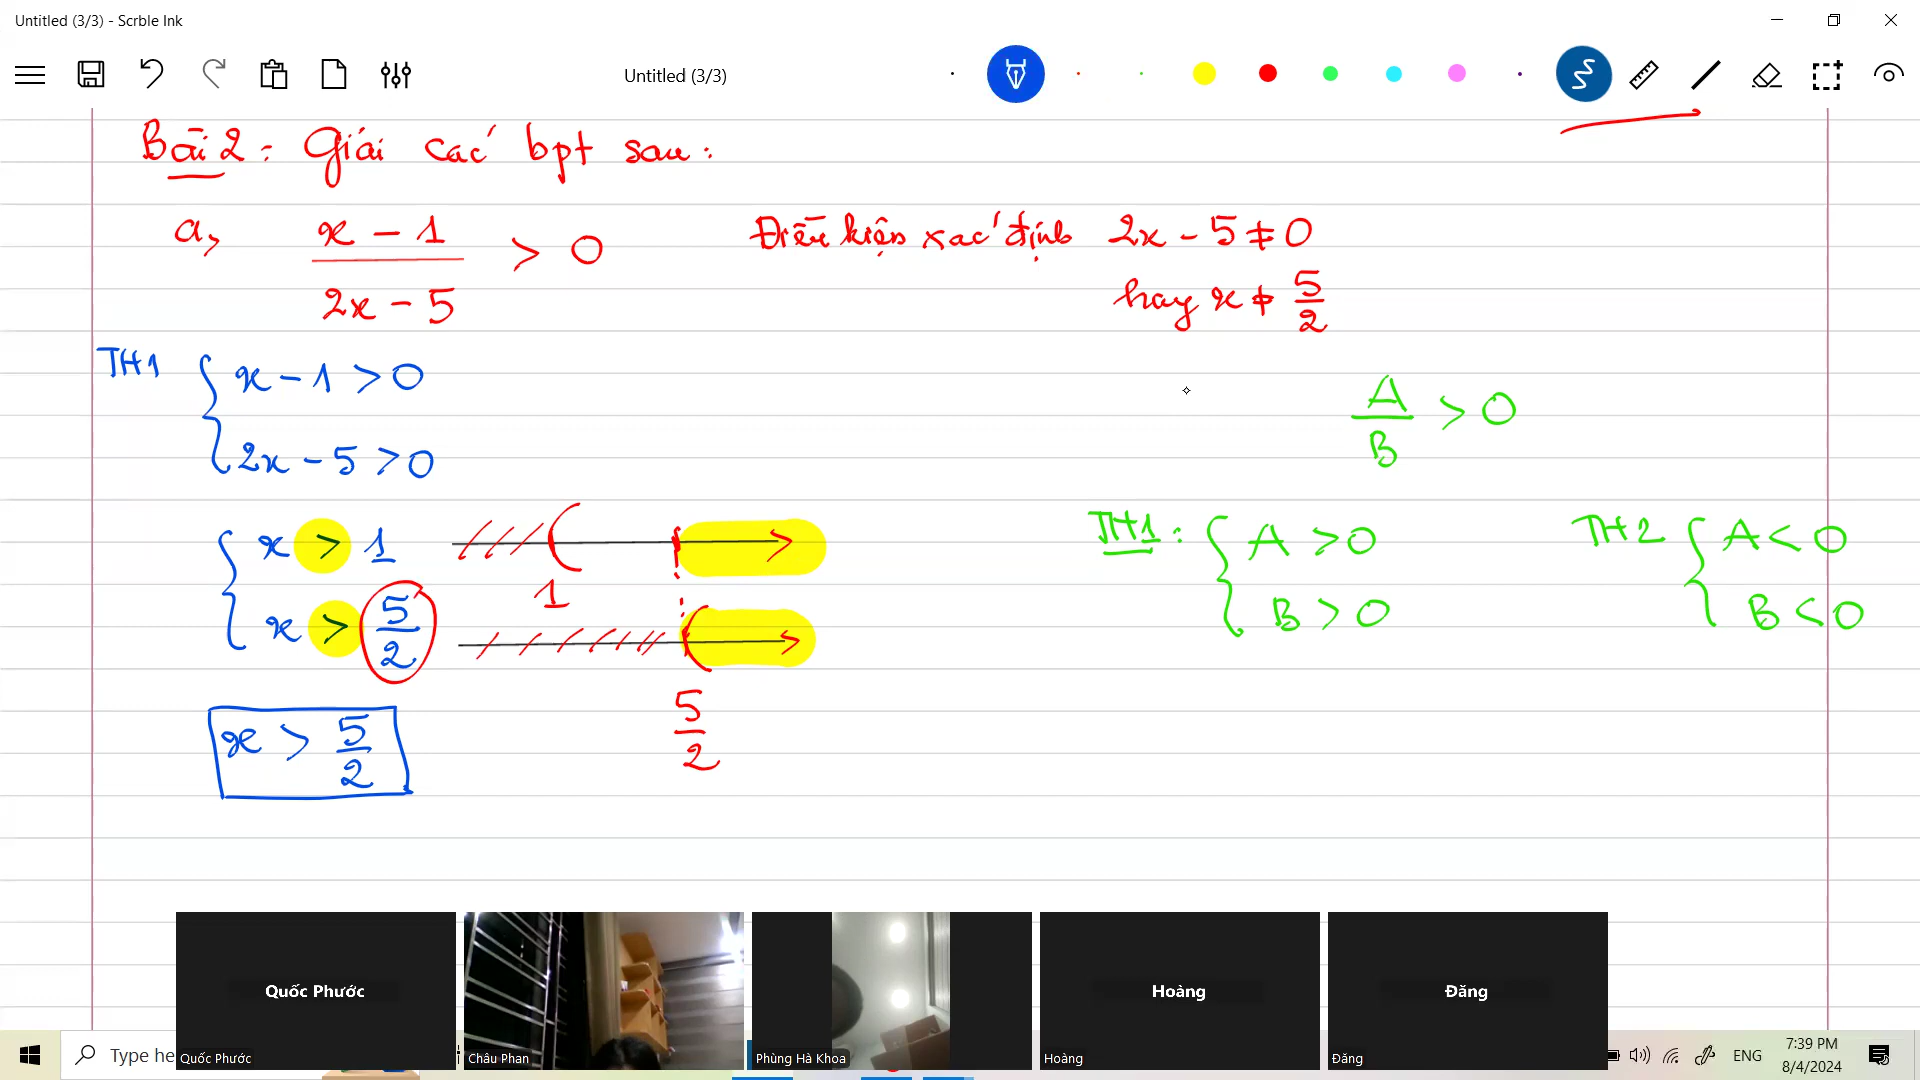 Untitled (3/3) - Scrble Ink
Untitled (3/3)
Bài 2: Giải các bpt sau:
a, x - 1 / 2x - 5 > 0
Điều kiện xác định 2x - 5 ≠ 0
hay x ≠ 5/2
TH1 { x - 1 > 0
2x - 5 > 0
A/B > 0
{ x > 1
1
x > 5/2
5/2
TH1: { A > 0
B > 0
TH2 { A < 0
B < 0
x > 5/2
Quốc Phước
Hoàng
Đăng
Quốc Phước
Châu Phan
Phùng Hà Khoa
Hoàng
Đăng
Type he
ENG
7:39 PM
8/4/2024